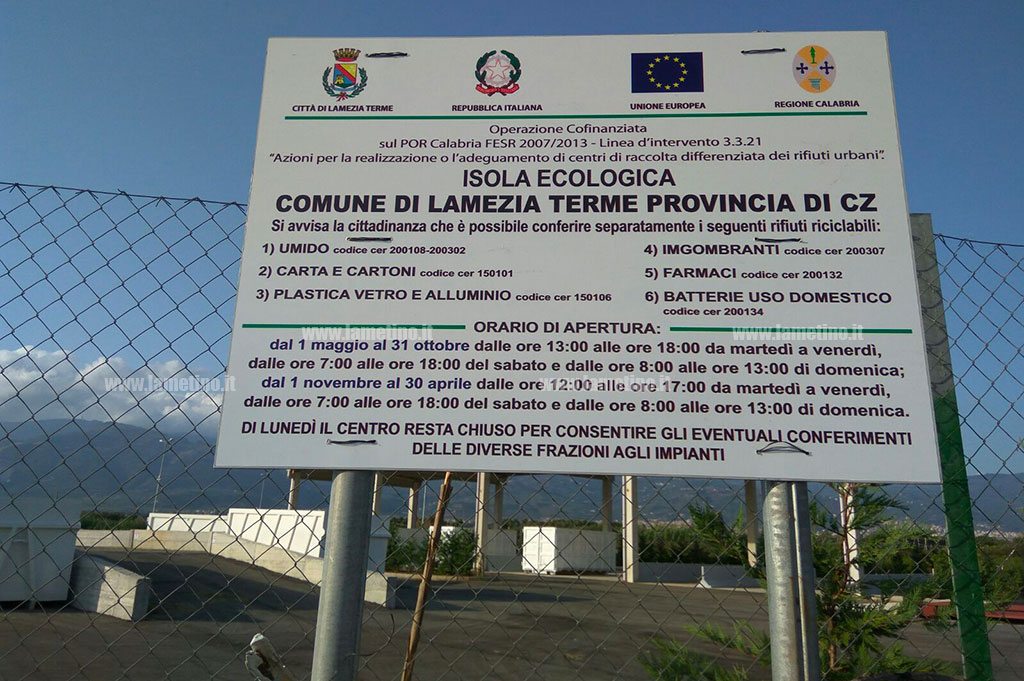 CITTÀ DI LAMEZIA TERME
REPUBBLICA ITALIANA
UNIONE EUROPEA
REGIONE CALABRIA
Operazione Cofinanziata
sul POR Calabria FESR 2007/2013 - Linea d'intervento 3.3.21
"Azioni per la realizzazione o l'adeguamento di centri di raccolta differenziata dei rifiuti urbani".
ISOLA ECOLOGICA
COMUNE DI LAMEZIA TERME PROVINCIA DI CZ
Si avvisa la cittadinanza che è possibile conferire separatamente i seguenti rifiuti riciclabili:
1) UMIDO codice cer 200108-200302
2) CARTA E CARTONI codice cer 150101
3) PLASTICA VETRO E ALLUMINIO codice cer 150106
4) IMGOMBRANTI codice cer 200307
5) FARMACI codice cer 200132
6) BATTERIE USO DOMESTICO
codice cer 200134
ORARIO DI APERTURA:
www.lametino.it
www.lametino.it
dal 1 maggio al 31 ottobre dalle ore 13:00 alle ore 18:00 da martedì a venerdì,
dalle ore 7:00 alle ore 18:00 del sabato e dalle ore 8:00 alle ore 13:00 di domenica;
www.lametino.it
www.lametino.it
dal 1 novembre al 30 aprile dalle ore 12:00 alle ore 17:00 da martedì a venerdì,
dalle ore 7:00 alle ore 18:00 del sabato e dalle ore 8:00 alle ore 13:00 di domenica.
DI LUNEDÌ IL CENTRO RESTA CHIUSO PER CONSENTIRE GLI EVENTUALI CONFERIMENTI
DELLE DIVERSE FRAZIONI AGLI IMPIANTI